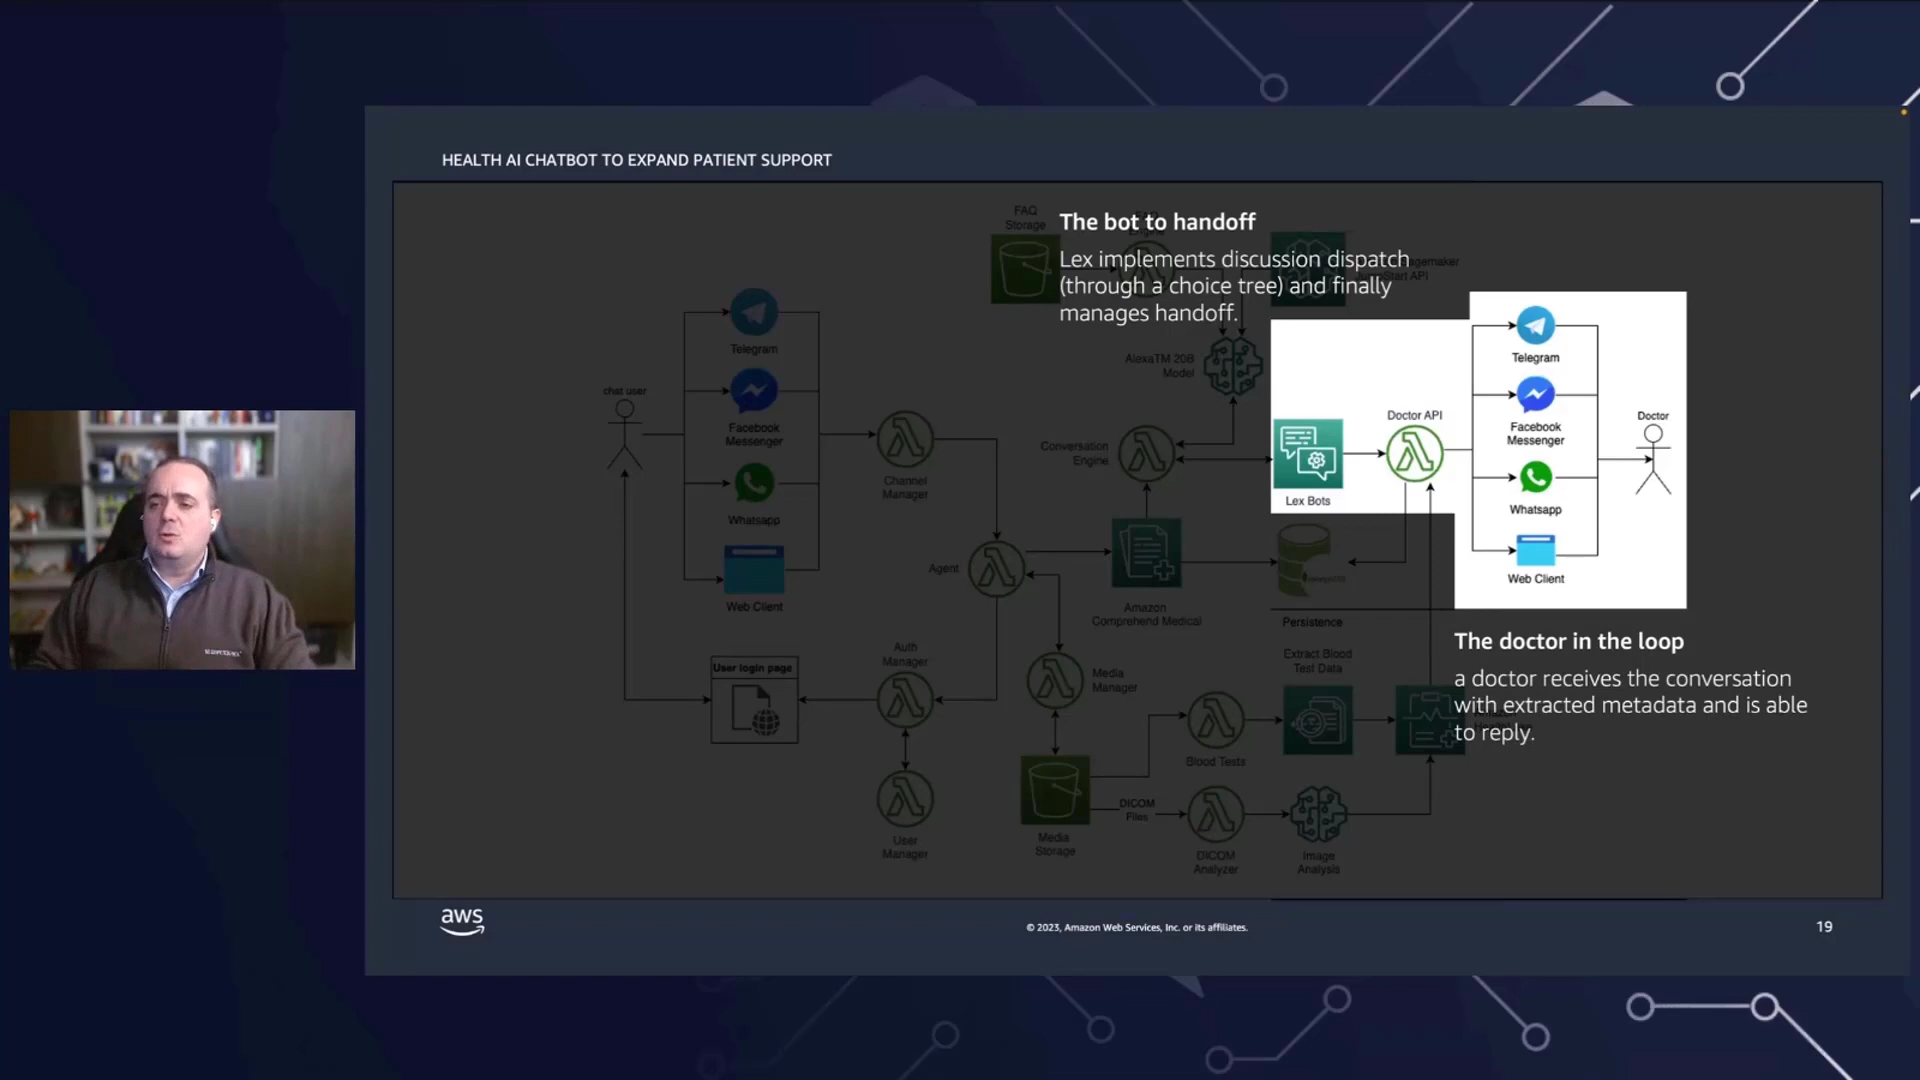 HEALTH AI CHATBOT TO EXPAND PATIENT SUPPORT
FAQ
Storage
The bot to handoff
Lex implements discussion dispatch
(through a choice tree) and finally
manages handoff.
JumpStart API
AlexaTM 20B
Model
chat user
Telegram
Facebook
Messenger
Whatsapp
Web Client
Channel
Manager
Conversation
Engine
Lex Bots
Doctor API
Telegram
Facebook
Messenger
Whatsapp
Web Client
Doctor
Agent
Amazon
Comprehend Medical
Persistence
The doctor in the loop
a doctor receives the conversation
with extracted metadata and is able
to reply.
User login page
Auth
Manager
User
Manager
Media
Manager
Media
Storage
Extract Blood
Test Data
Blood Tests
DICOM
Files
DICOM
Analyzer
Image
Analysis
aws
© 2023, Amazon Web Services, Inc. or its affiliates.
19